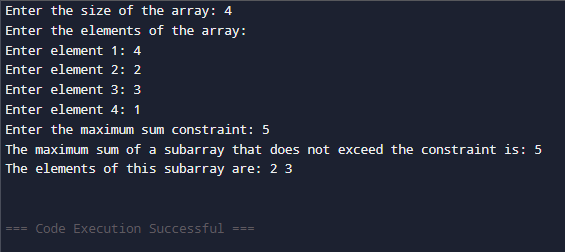 Enter the size of the array: 4
Enter the elements of the array:
Enter element 1: 4
Enter element 2: 2
Enter element 3: 3
Enter element 4: 1
Enter the maximum sum constraint: 5
The maximum sum of a subarray that does not exceed the constraint is: 5
The elements of this subarray are: 2 3
=== Code Execution Successful ===